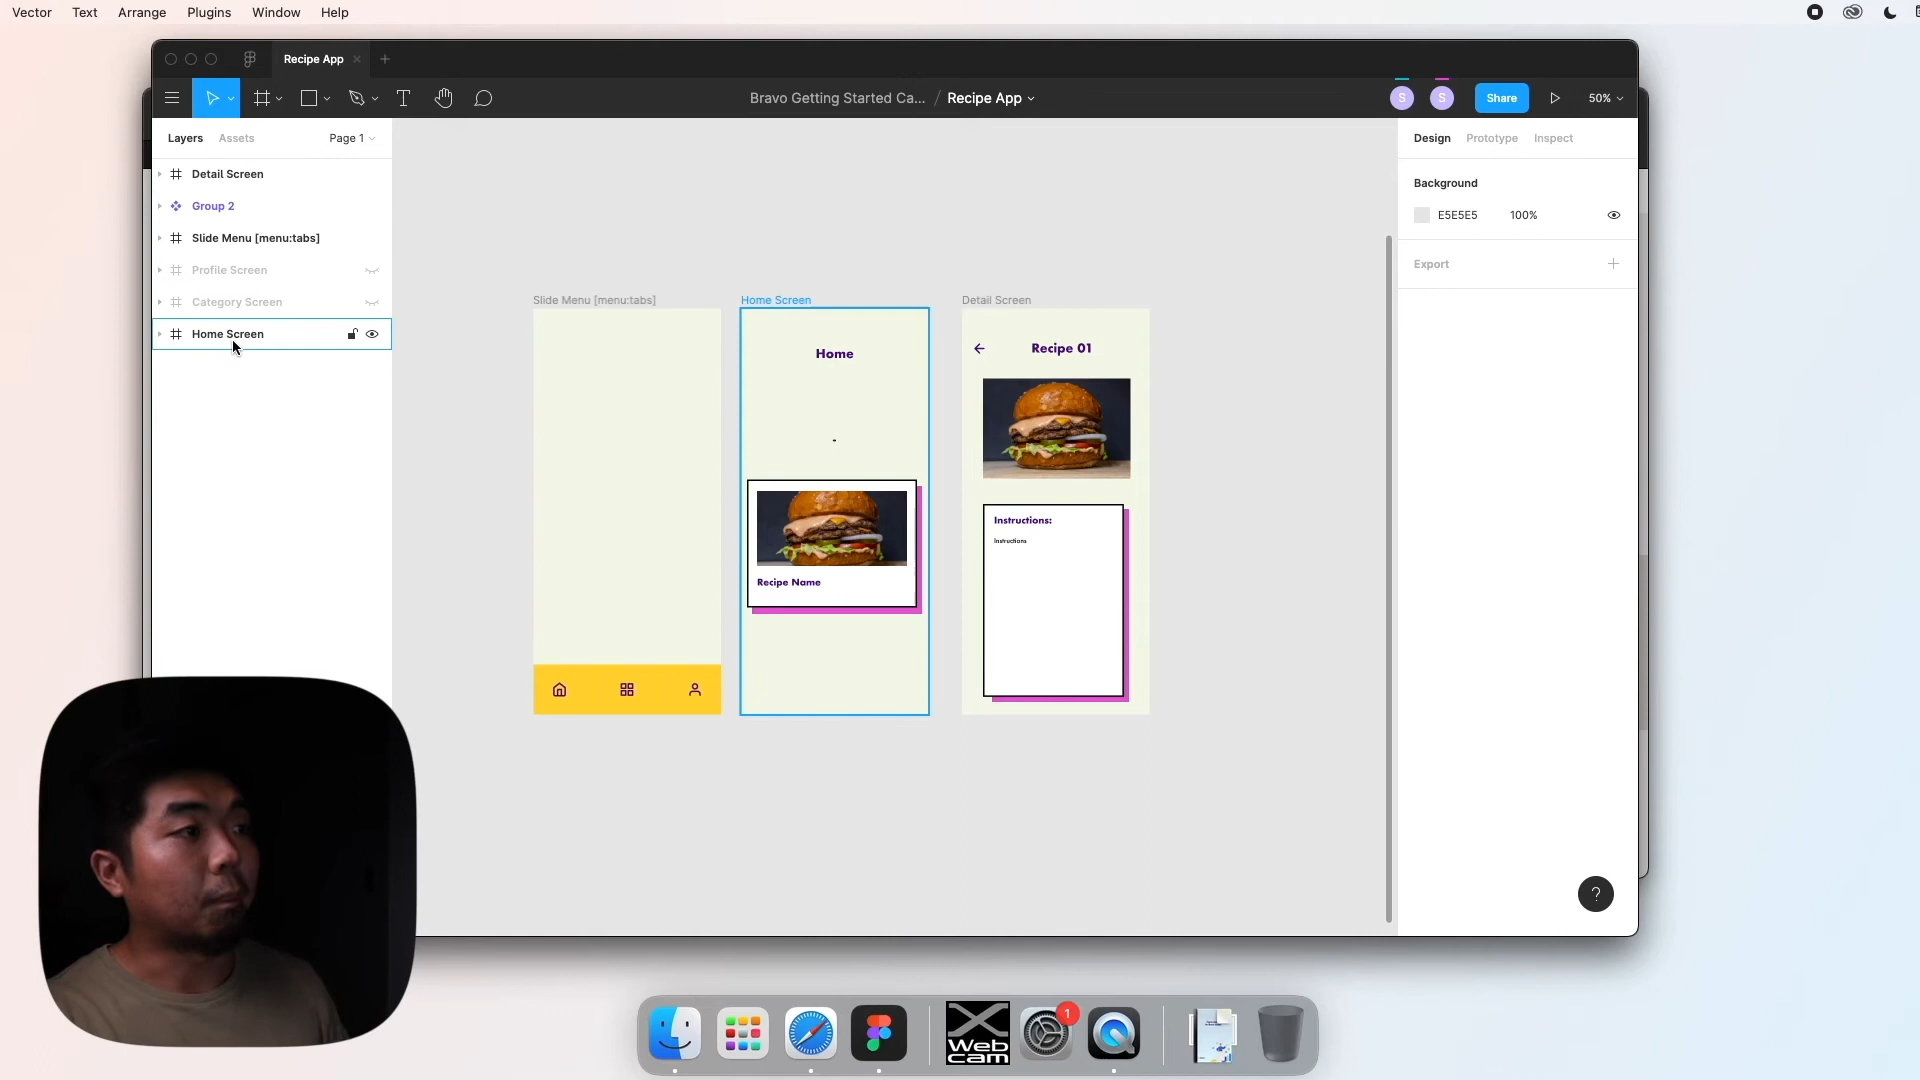 Vector Text Arrange Plugins Window Help
Recipe App
Bravo Getting Started Ca... / Recipe App
S S Share 50%
Layers Assets Page 1
Design Prototype Inspect
Detail Screen
Group 2
Slide Menu [menu:tabs]
Profile Screen
Category Screen
Home Screen
Background
E5E5E5 100%
Export
Slide Menu [menu:tabs]
Home Screen
Detail Screen
Home
Recipe Name
Recipe 01
Instructions:
Instructions
?
Web
cam
1